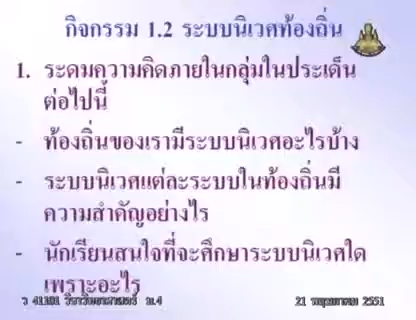 กิจกรรม 1.2 ระบบนิเวศท้องถิ่น
1. ระดมความคิดภายในกลุ่มในประเด็น
ต่อไปนี้
- ท้องถิ่นของเรามีระบบนิเวศอะไรบ้าง
- ระบบนิเวศแต่ละระบบในท้องถิ่นมี
ความสำคัญอย่างไร
- นักเรียนสนใจที่จะศึกษาระบบนิเวศใด
เพราะอะไร
ว 41101 วิชาวิทยาศาสตร์ ม.4
21 พฤษภาคม 2551